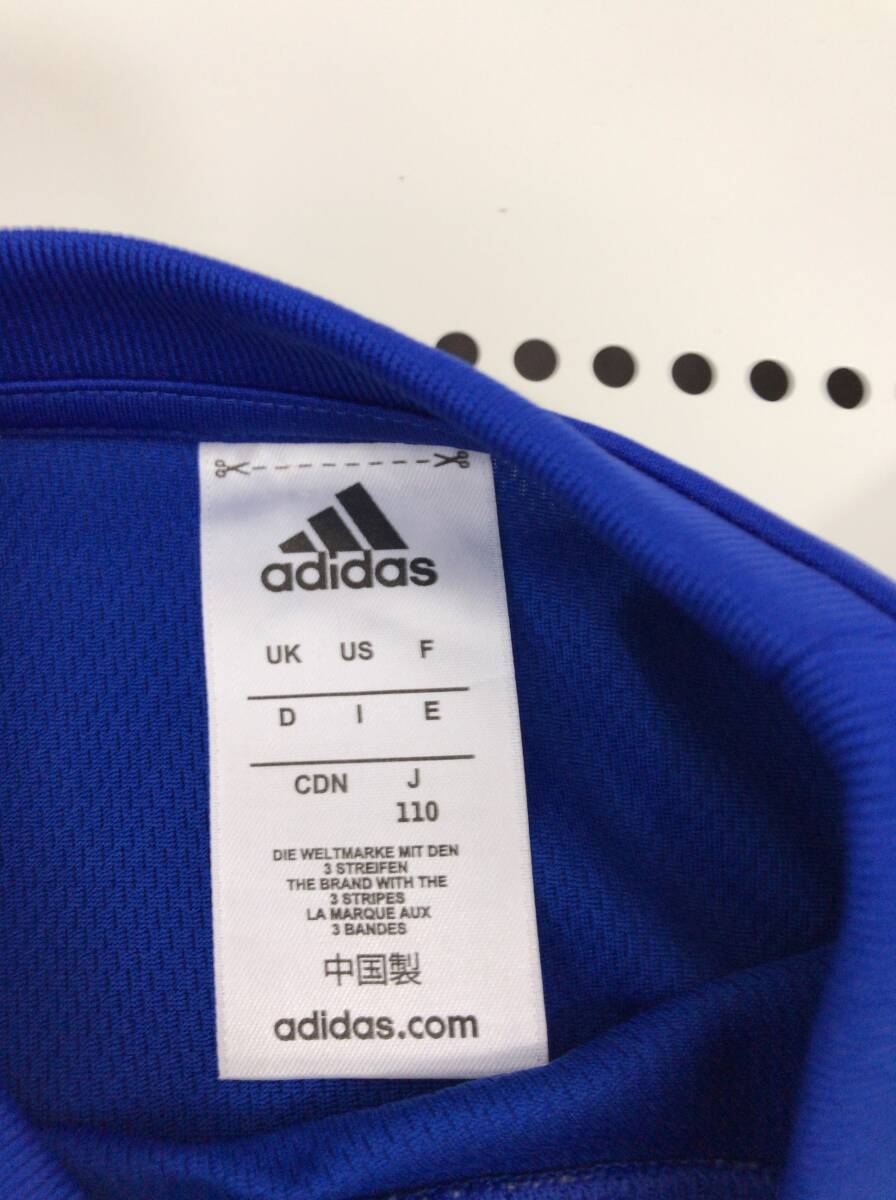 adidas
UK US F
D I E
CDN J
110
DIE WELTMARKE MIT DEN
3 STREIFEN
THE BRAND WITH THE
3 STRIPES
LA MARQUE AUX
3 BANDES
中国製
adidas.com